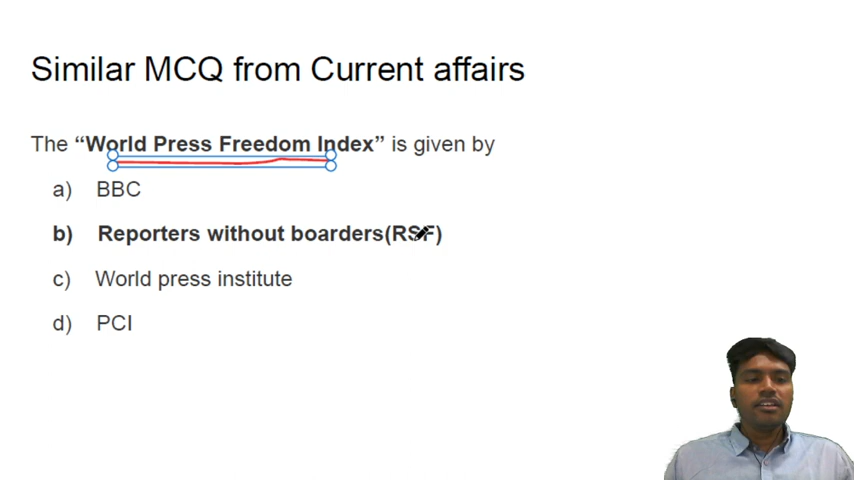 Similar MCQ from Current affairs
The “World Press Freedom Index” is given by
a) BBC
b) Reporters without boarders(RSF)
c) World press institute
d) PCI